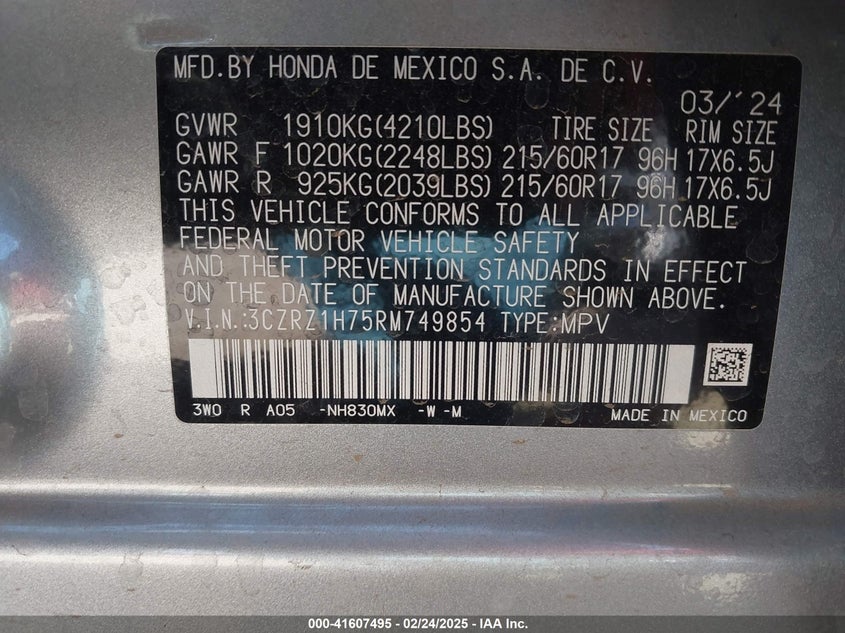 MFD.BY HONDA DE MEXICO S.A. DE C.V.
03/'24
GVWR 1910KG(4210LBS) TIRE SIZE RIM SIZE
GAWR F 1020KG(2248LBS) 215/60R17 96H 17X6.5J
GAWR R 925KG(2039LBS) 215/60R17 96H 17X6.5J
THIS VEHICLE CONFORMS TO ALL APPLICABLE
FEDERAL MOTOR VEHICLE SAFETY
AND THEFT PREVENTION STANDARDS IN EFFECT
ON THE DATE OF MANUFACTURE SHOWN ABOVE.
V.I.N.:3CZRZ1H75RM749854 TYPE:MPV
3W0 R A05 -NH830MX -W -M MADE IN MEXICO
000-41607495 - 02/24/2025 - IAA Inc.